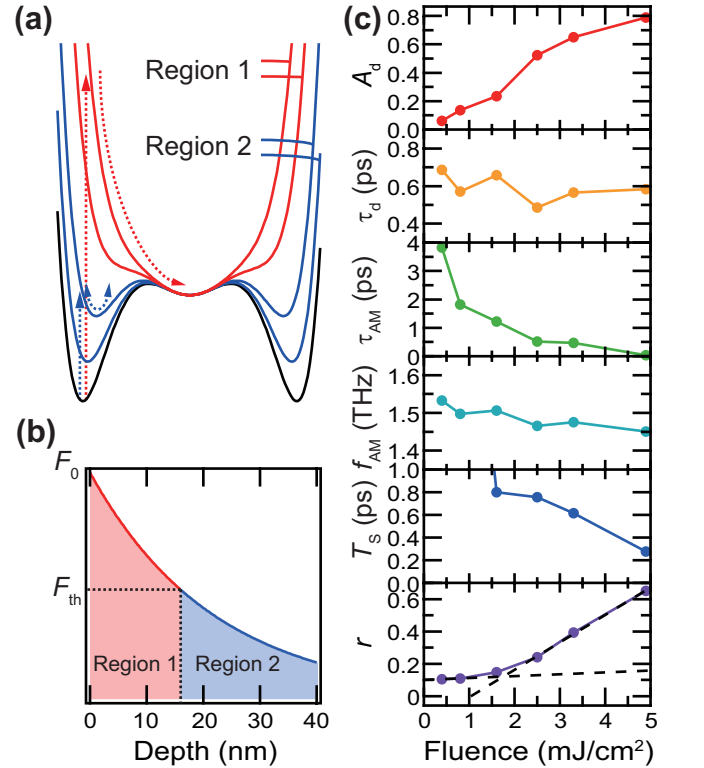 (a)
Region 1
Region 2
(b)
F0
Fth
Region 1
Region 2
0
10
20
30
40
Depth (nm)
(c)
0.8
0.6
0.4
0.2
0.0
Ad
0.8
0.6
0.4
τd (ps)
4
3
2
1
0
τAM (ps)
1.6
1.5
1.4
fAM (THz)
1.0
0.8
0.6
0.4
0.2
0.0
TS (ps)
0.6
0.4
0.2
0
r
0
1
2
3
4
5
Fluence (mJ/cm²)